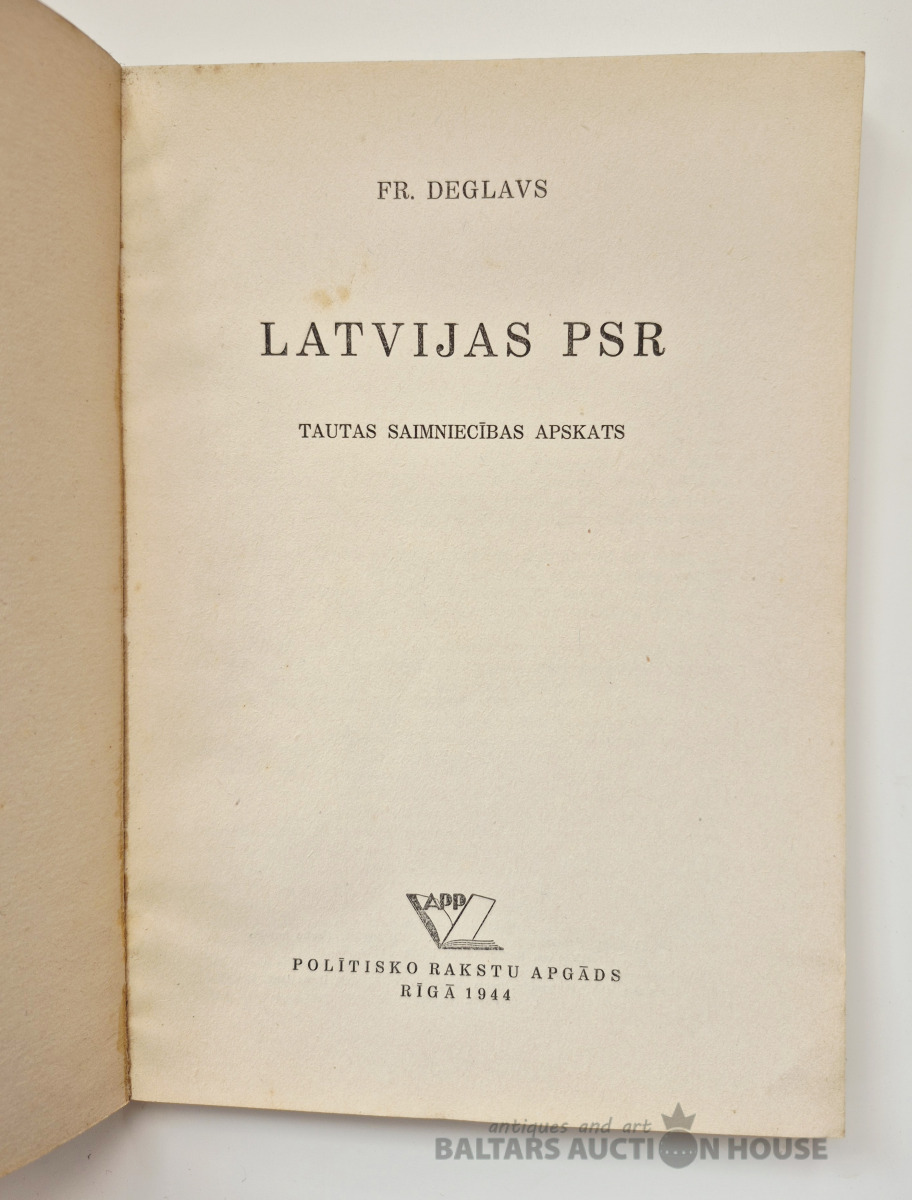 FR. DEGLAVS
LATVIJAS PSR
TAUTAS SAIMNIECĪBAS APSKATS
APP
POLĪTISKO RAKSTU APGĀDS
RĪGĀ 1944
antiques and art
BALTARS AUCTION HOUSE